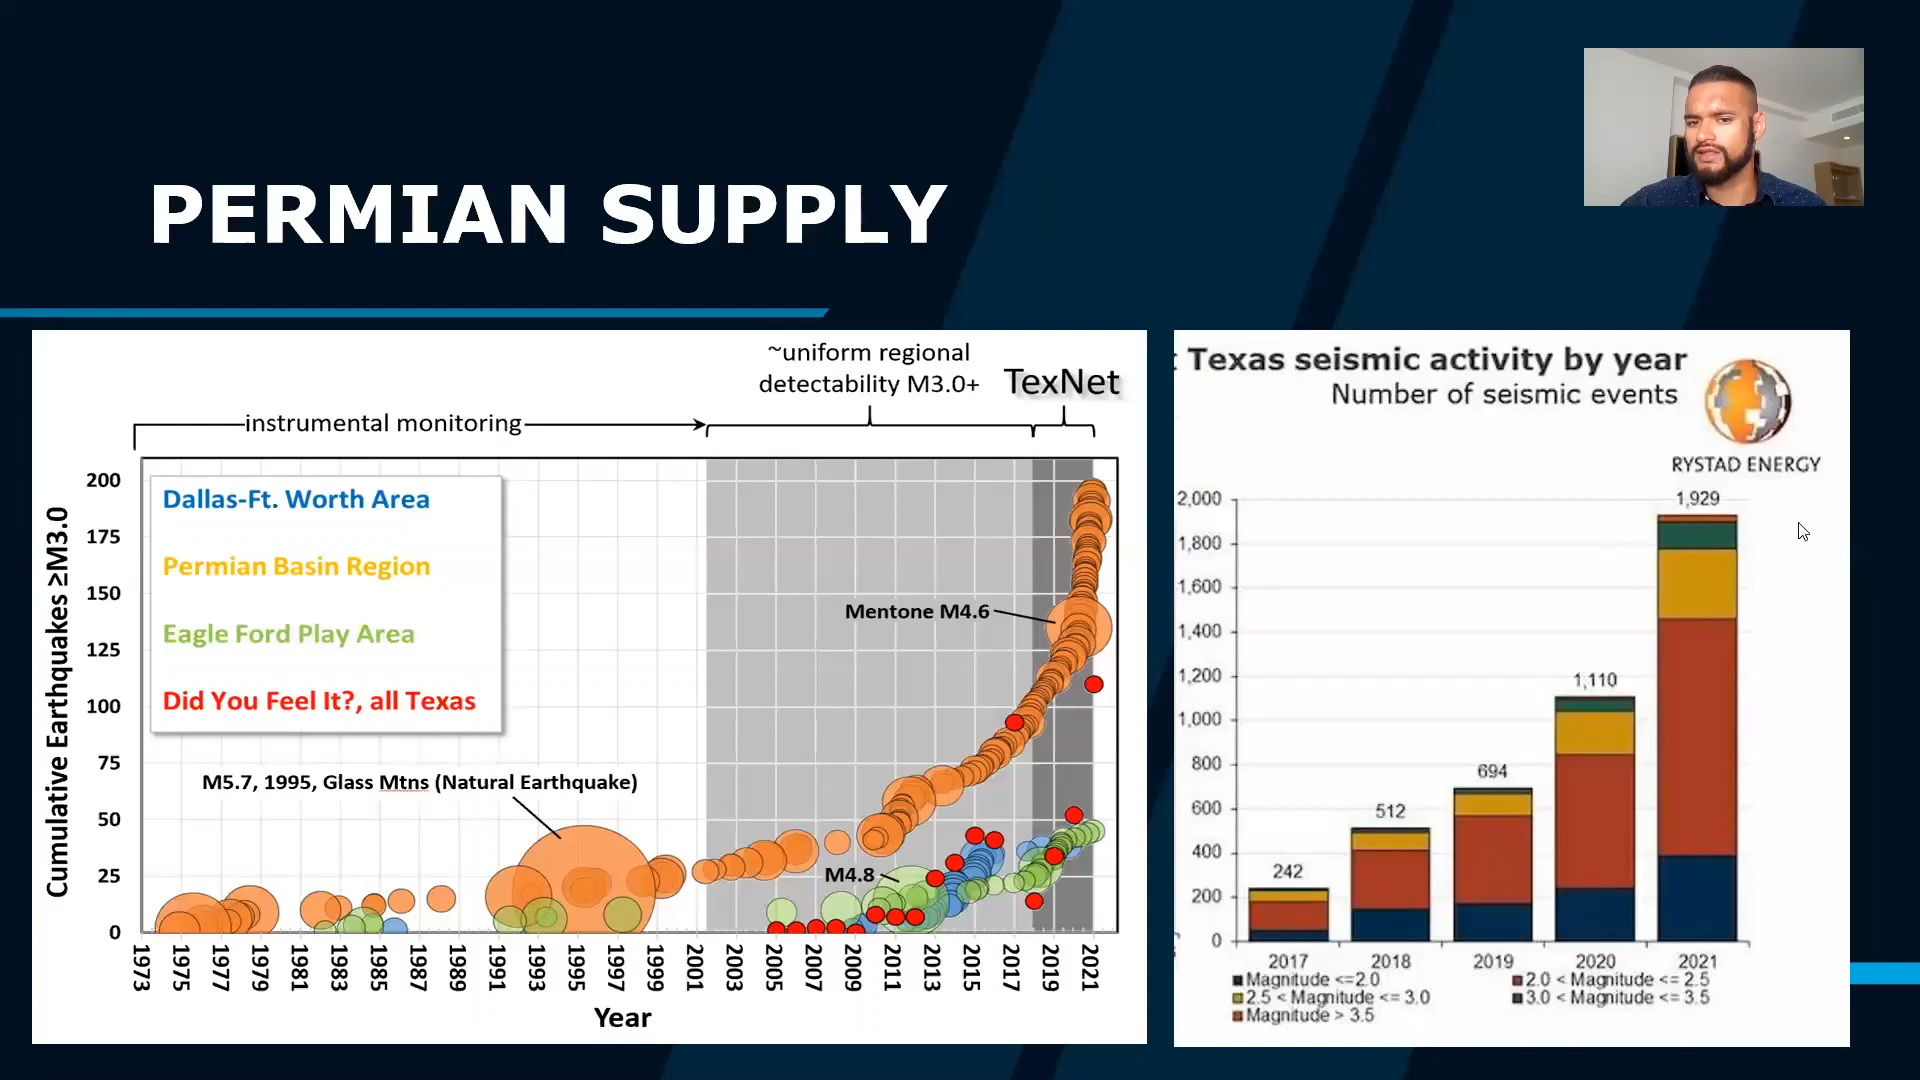 PERMIAN SUPPLY
~uniform regional
detectability M3.0+
TexNet
instrumental monitoring
Cumulative Earthquakes ≥M3.0
200
175
150
125
100
75
50
25
0
Dallas-Ft. Worth Area
Permian Basin Region
Eagle Ford Play Area
Did You Feel It?, all Texas
Mentone M4.6
M5.7, 1995, Glass Mtns (Natural Earthquake)
M4.8
1973 1975 1977 1979 1981 1983 1985 1987 1989 1991 1993 1995 1997 1999 2001 2003 2005 2007 2009 2011 2013 2015 2017 2019 2021
Year
Texas seismic activity by year
Number of seismic events
RYSTAD ENERGY
2,000
1,800
1,600
1,400
1,200
1,000
800
600
400
200
0
242
512
694
1,110
1,929
2017 2018 2019 2020 2021
Magnitude <=2.0
2.0 < Magnitude <= 2.5
2.5 < Magnitude <= 3.0
3.0 < Magnitude <= 3.5
Magnitude > 3.5